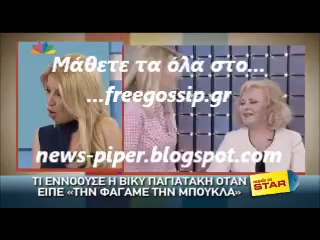 Μάθετε τα όλα στο...
...freegossip.gr
news-piper.blogspot.com
ΤΙ ΕΝΝΟΟΥΣΕ Η ΒΙΚΥ ΠΑΓΙΑΤΑΚΗ ΟΤΑΝ
ΕΙΠΕ «ΤΗΝ ΦΑΓΑΜΕ ΤΗΝ ΜΠΟΥΚΛΑ»
made in
STAR